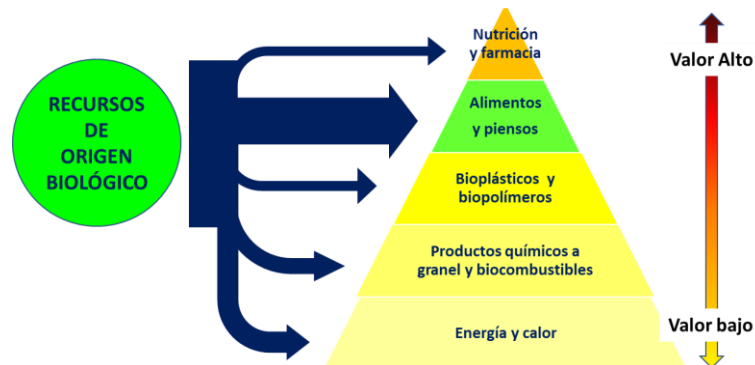 RECURSOS
DE
ORIGEN
BIOLÓGICO
Nutrición
y farmacia
Alimentos
y piensos
Bioplásticos y
biopolímeros
Productos químicos a
granel y biocombustibles
Energía y calor
Valor Alto
Valor bajo